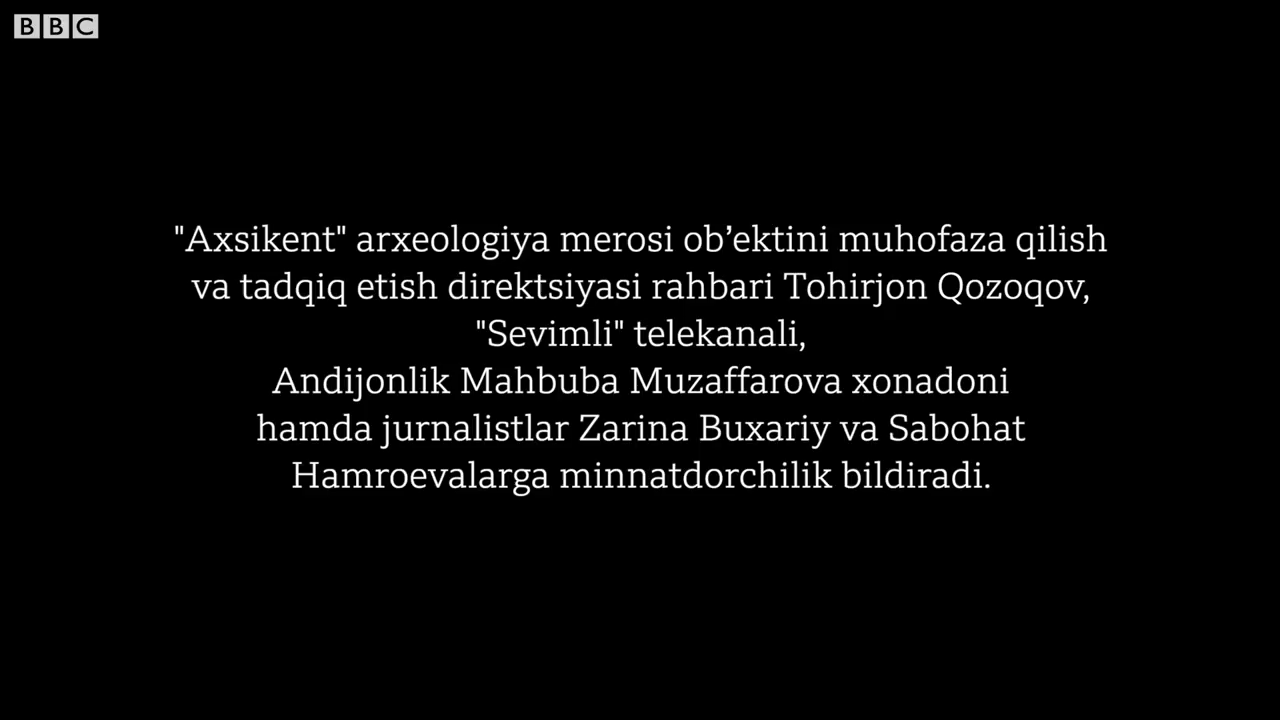 BBC
"Axsikent" arxeologiya merosi ob’ektini muhofaza qilish
va tadqiq etish direktsiyasi rahbari Tohirjon Qozoqov,
"Sevimli" telekanali,
Andijonlik Mahbuba Muzaffarova xonadoni
hamda jurnalistlar Zarina Buxariy va Sabohat
Hamroevalarga minnatdorchilik bildiradi.